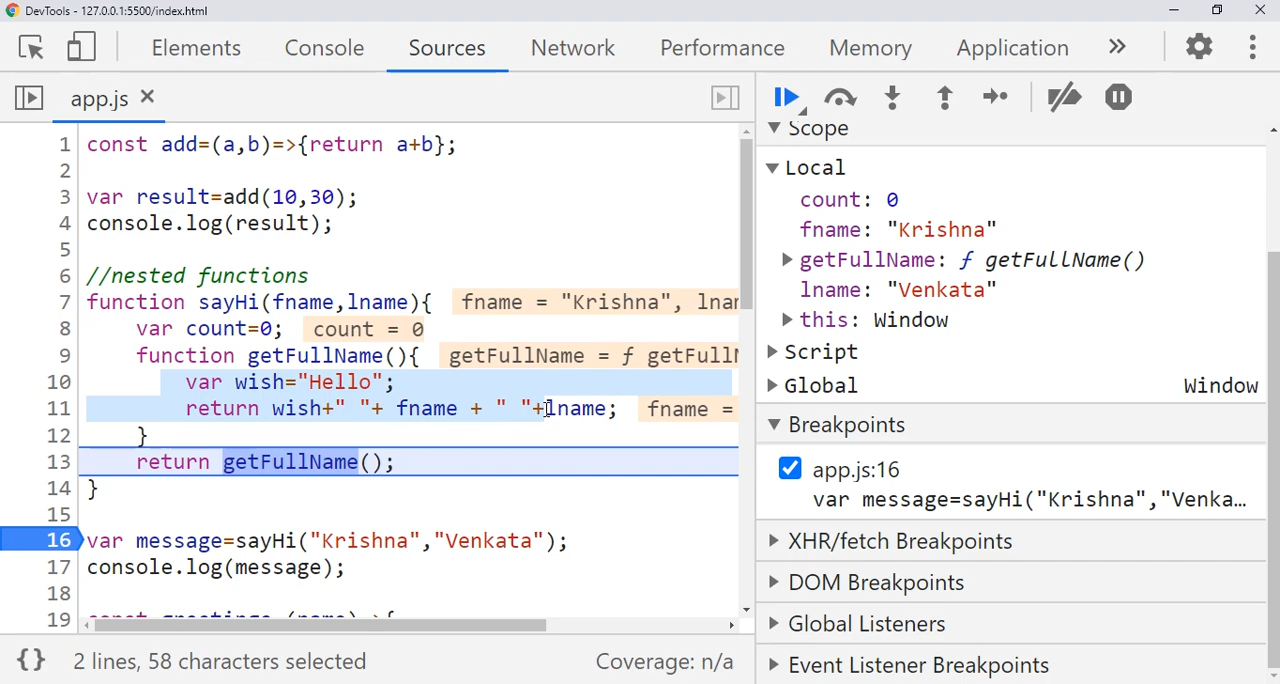 DevTools - 127.0.0.1:5500/index.html
Elements Console Sources Network Performance Memory Application »
app.js ×
1 const add=(a,b)=>{return a+b};
2
3 var result=add(10,30);
4 console.log(result);
5
6 //nested functions
7 function sayHi(fname,lname){ fname = "Krishna", lnar
8 var count=0; count = 0
9 function getFullName(){ getFullName = ƒ getFullN
10 var wish="Hello";
11 return wish+" "+ fname + " "+lname; fname =
12 }
13 return getFullName();
14 }
15
16 var message=sayHi("Krishna","Venkata");
17 console.log(message);
18
19
{ } 2 lines, 58 characters selected Coverage: n/a
Scope
Local
count: 0
fname: "Krishna"
getFullName: ƒ getFullName()
lname: "Venkata"
this: Window
Script
Global Window
Breakpoints
app.js:16
var message=sayHi("Krishna","Venka…
XHR/fetch Breakpoints
DOM Breakpoints
Global Listeners
Event Listener Breakpoints